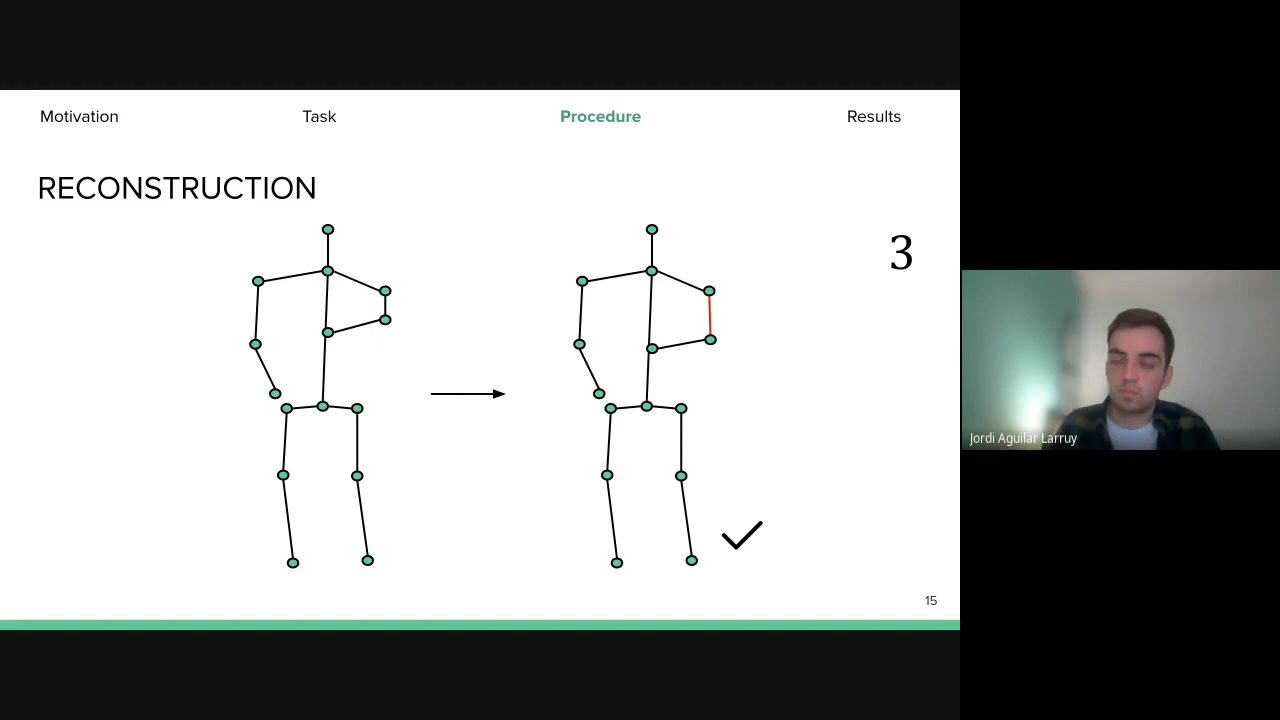 Motivation
Task
Procedure
Results
RECONSTRUCTION
3
Jordi Aguilar Larruy
15